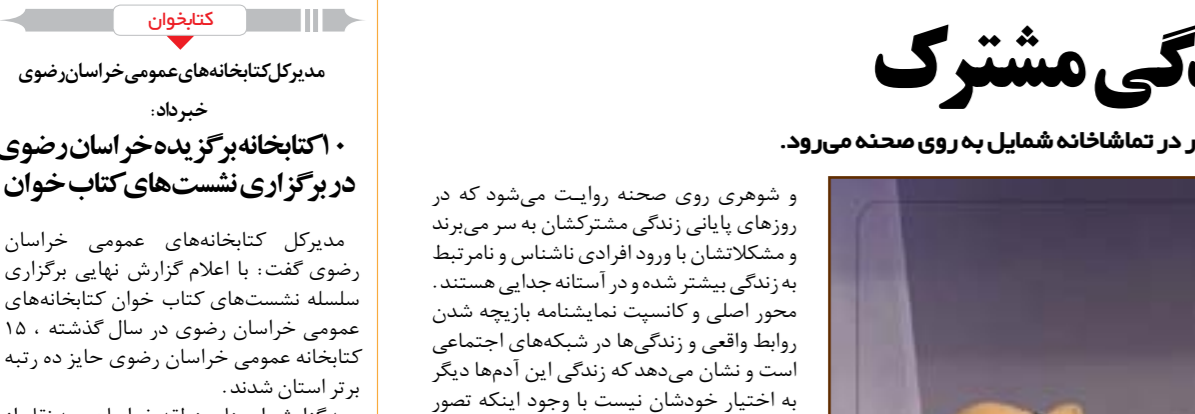 گی مشترک
ر در تماشاخانه شمایل به روی صحنه می‌رود.
و شوهری روی صحنه روایت می‌شود که در
روزهای پایانی زندگی مشترکشان به سر می‌برند
و مشکلاتشان با ورود افرادی ناشناس و نامرتبط
به زندگی بیشتر شده و در آستانه جدایی هستند.
محور اصلی و کانسپت نمایشنامه بازیچه شدن
روابط واقعی و زندگی‌ها در شبکه‌های اجتماعی
است و نشان می‌دهد که زندگی این آدم‌ها دیگر
به اختیار خودشان نیست با وجود اینکه تصور
کتابخوان
مدیرکل کتابخانه‌های عمومی خراسان رضوی
خبر داد:
۱۰ کتابخانه برگزیده خراسان رضوی
در برگزاری نشست‌های کتاب خوان
مدیرکل کتابخانه‌های عمومی خراسان
رضوی گفت: با اعلام گزارش نهایی برگزاری
سلسله نشست‌های کتاب خوان کتابخانه‌های
عمومی خراسان رضوی در سال گذشته ، ۱۵
کتابخانه عمومی خراسان رضوی حایز ده رتبه
برتر استان شدند.